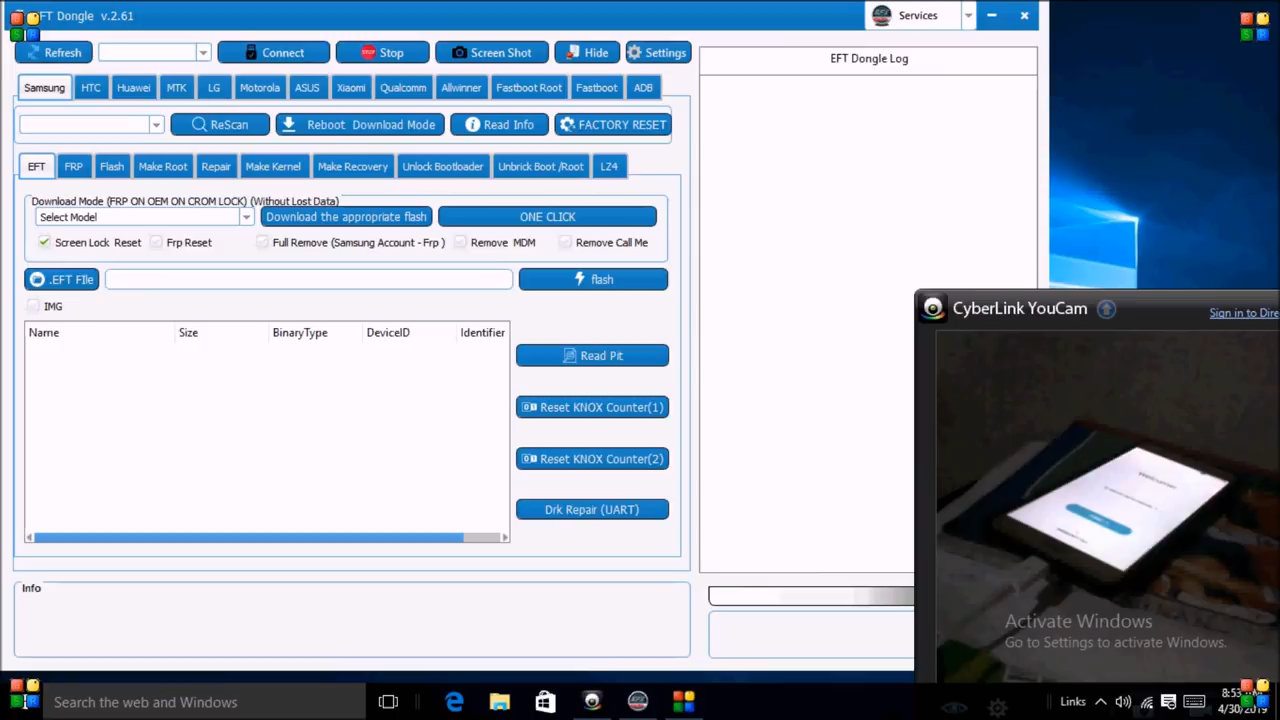 EFT Dongle v.2.61
Services
Refresh
Connect
Stop
Screen Shot
Hide
Settings
EFT Dongle Log
Samsung
HTC
Huawei
MTK
LG
Motorola
ASUS
Xiaomi
Qualcomm
Allwinner
Fastboot Root
Fastboot
ADB
ReScan
Reboot Download Mode
Read Info
FACTORY RESET
EFT
FRP
Flash
Make Root
Repair
Make Kernel
Make Recovery
Unlock Bootloader
Unbrick Boot /Root
LZ4
Download Mode (FRP ON OEM ON CROM LOCK) (Without Lost Data)
Select Model
Download the appropriate flash
ONE CLICK
Screen Lock Reset
Frp Reset
Full Remove (Samsung Account - Frp )
Remove MDM
Remove Call Me
.EFT FIle
flash
IMG
Name
Size
BinaryType
DeviceID
Identifier
Read Pit
Reset KNOX Counter(1)
Reset KNOX Counter(2)
Drk Repair (UART)
Info
CyberLink YouCam
Sign in to Dire
Activate Windows
Go to Settings to activate Windows.
Search the web and Windows
Links
4/30/2019